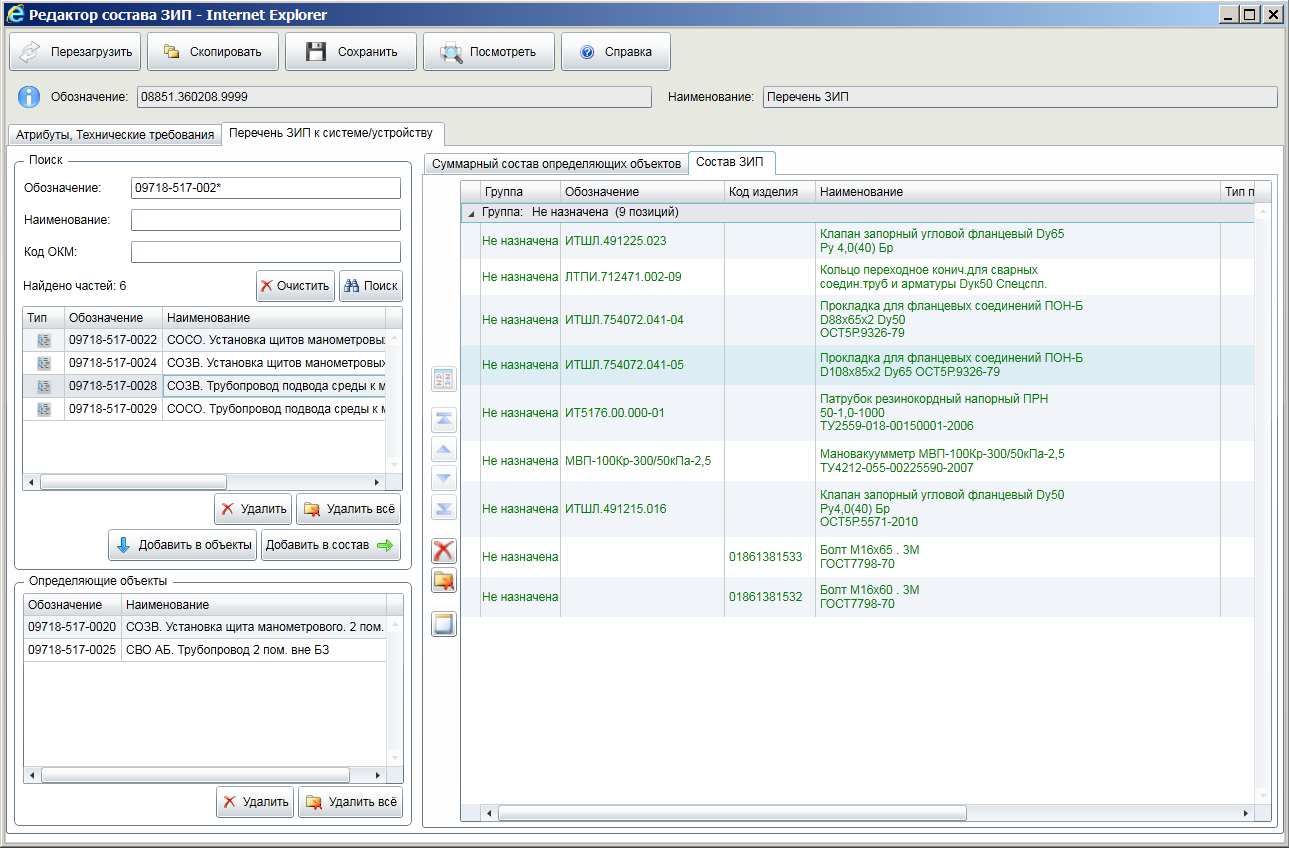 Редактор состава ЗИП - Internet Explorer
Перезагрузить
Скопировать
Сохранить
Посмотреть
Справка
Обозначение: 08851.360208.9999
Наименование: Перечень ЗИП
Атрибуты, Технические требования
Перечень ЗИП к системе/устройству
Поиск
Обозначение: 09718-517-002*
Наименование:
Код ОКМ:
Найдено частей: 6
Очистить
Поиск
Тип Обозначение Наименование
09718-517-0022 СОСО. Установка щитов манометровых
09718-517-0024 СОЗВ. Установка щитов манометровых
09718-517-0028 СОЗВ. Трубопровод подвода среды к м
09718-517-0029 СОСО. Трубопровод подвода среды к м
Удалить
Удалить всё
Добавить в объекты
Добавить в состав
Определяющие объекты
Обозначение Наименование
09718-517-0020 СОЗВ. Установка щита манометрового. 2 пом.
09718-517-0025 СВО АБ. Трубопровод 2 пом. вне БЗ
Удалить
Удалить всё
Суммарный состав определяющих объектов
Состав ЗИП
Группа Обозначение Код изделия Наименование Тип п
Группа: Не назначена (9 позиций)
Не назначена ИТШЛ.491225.023 Клапан запорный угловой фланцевый Dy65
Ру 4,0(40) Бр
Не назначена ЛТПИ.712471.002-09 Кольцо переходное конич.для сварных
соедин.труб и арматуры Dук50 Спецспл.
Не назначена ИТШЛ.754072.041-04 Прокладка для фланцевых соединений ПОН-Б
D88x65x2 Dy50
ОСТ5Р.9326-79
Не назначена ИТШЛ.754072.041-05 Прокладка для фланцевых соединений ПОН-Б
D108x85x2 Dy65 ОСТ5Р.9326-79
Не назначена ИТ5176.00.000-01 Патрубок резинокордный напорный ПРН
50-1,0-1000
ТУ2559-018-00150001-2006
Не назначена МВП-100Кр-300/50кПа-2,5 Мановакуумметр МВП-100Кр-300/50кПа-2,5
ТУ4212-055-00225590-2007
Не назначена ИТШЛ.491215.016 Клапан запорный угловой фланцевый Dy50
Ру4,0(40) Бр
ОСТ5Р.5571-2010
Не назначена 01861381533 Болт М16х65 . 3М
ГОСТ7798-70
Не назначена 01861381532 Болт М16х60 . 3М
ГОСТ7798-70